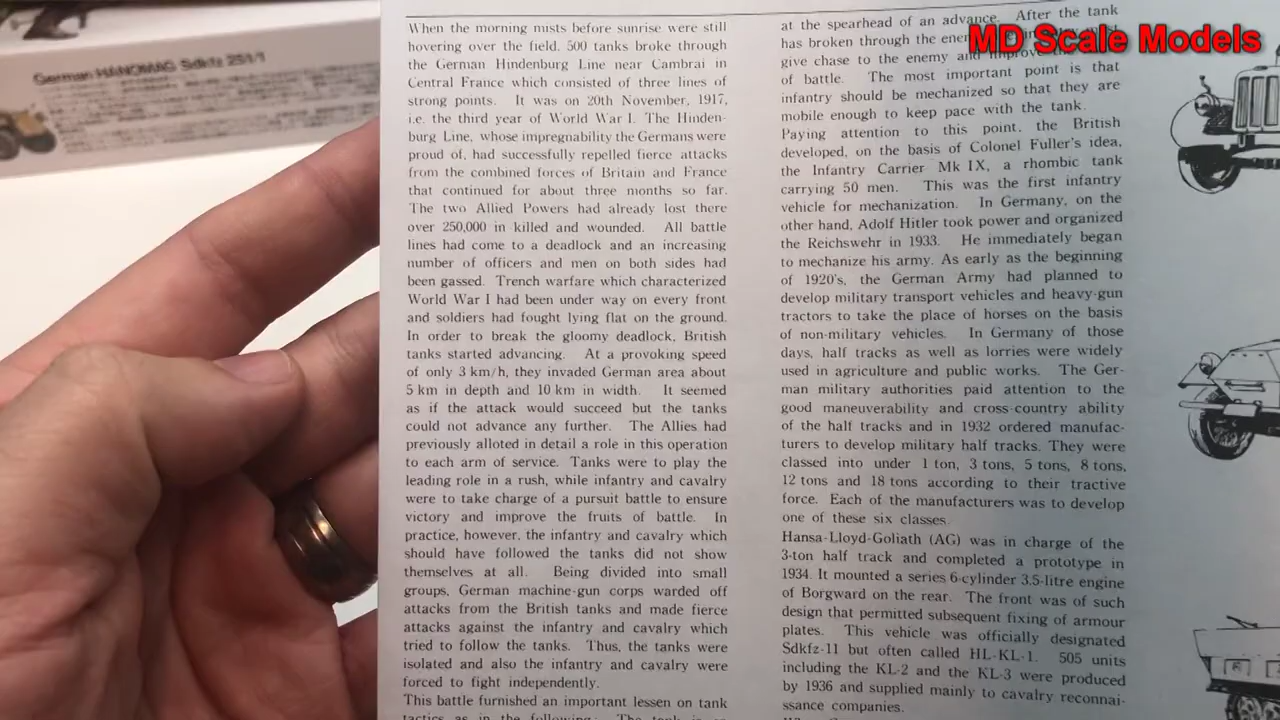 German HANOMAG Sdkfz 251/1
When the morning mists before sunrise were still
hovering over the field, 500 tanks broke through
the German Hindenburg Line near Cambrai in
Central France which consisted of three lines of
strong points. It was on 20th November, 1917,
i.e. the third year of World War I. The Hinden-
burg Line, whose impregnability the Germans were
proud of, had successfully repelled fierce attacks
from the combined forces of Britain and France
that continued for about three months so far.
The two Allied Powers had already lost there
over 250,000 in killed and wounded. All battle
lines had come to a deadlock and an increasing
number of officers and men on both sides had
been gassed. Trench warfare which characterized
World War I had been under way on every front
and soldiers had fought lying flat on the ground.
In order to break the gloomy deadlock, British
tanks started advancing. At a provoking speed
of only 3 km/h, they invaded German area about
5 km in depth and 10 km in width. It seemed
as if the attack would succeed but the tanks
could not advance any further. The Allies had
previously alloted in detail a role in this operation
to each arm of service. Tanks were to play the
leading role in a rush, while infantry and cavalry
were to take charge of a pursuit battle to ensure
victory and improve the fruits of battle. In
practice, however, the infantry and cavalry which
should have followed the tanks did not show
themselves at all. Being divided into small
groups, German machine-gun corps warded off
attacks from the British tanks and made fierce
attacks against the infantry and cavalry which
tried to follow the tanks. Thus, the tanks were
isolated and also the infantry and cavalry were
forced to fight independently.
This battle furnished an important lessen on tank
tactics as in the following: The tank is
at the spearhead of an advance. After the tank
has broken through the
give chase to the enemy and improve
of battle. The most important point is that
infantry should be mechanized so that they are
mobile enough to keep pace with the tank.
Paying attention to this point, the British
developed, on the basis of Colonel Fuller's idea,
the Infantry Carrier Mk IX, a rhombic tank
carrying 50 men. This was the first infantry
vehicle for mechanization. In Germany, on the
other hand, Adolf Hitler took power and organized
the Reichswehr in 1933. He immediately began
to mechanize his army. As early as the beginning
of 1920's, the German Army had planned to
develop military transport vehicles and heavy-gun
tractors to take the place of horses on the basis
of non-military vehicles. In Germany of those
days, half tracks as well as lorries were widely
used in agriculture and public works. The Ger-
man military authorities paid attention to the
good maneuverability and cross-country ability
of the half tracks and in 1932 ordered manufac-
turers to develop military half tracks. They were
classed into under 1 ton, 3 tons, 5 tons, 8 tons,
12 tons and 18 tons according to their tractive
force. Each of the manufacturers was to develop
one of these six classes.
Hansa-Lloyd-Goliath (AG) was in charge of the
3-ton half track and completed a prototype in
1934. It mounted a series 6-cylinder 3.5-litre engine
of Borgward on the rear. The front was of such
design that permitted subsequent fixing of armour
plates. This vehicle was officially designated
Sdkfz-11 but often called HL-KL-1. 505 units
including the KL-2 and the KL-3 were produced
by 1936 and supplied mainly to cavalry reconnai-
ssance companies.
MD Scale Models